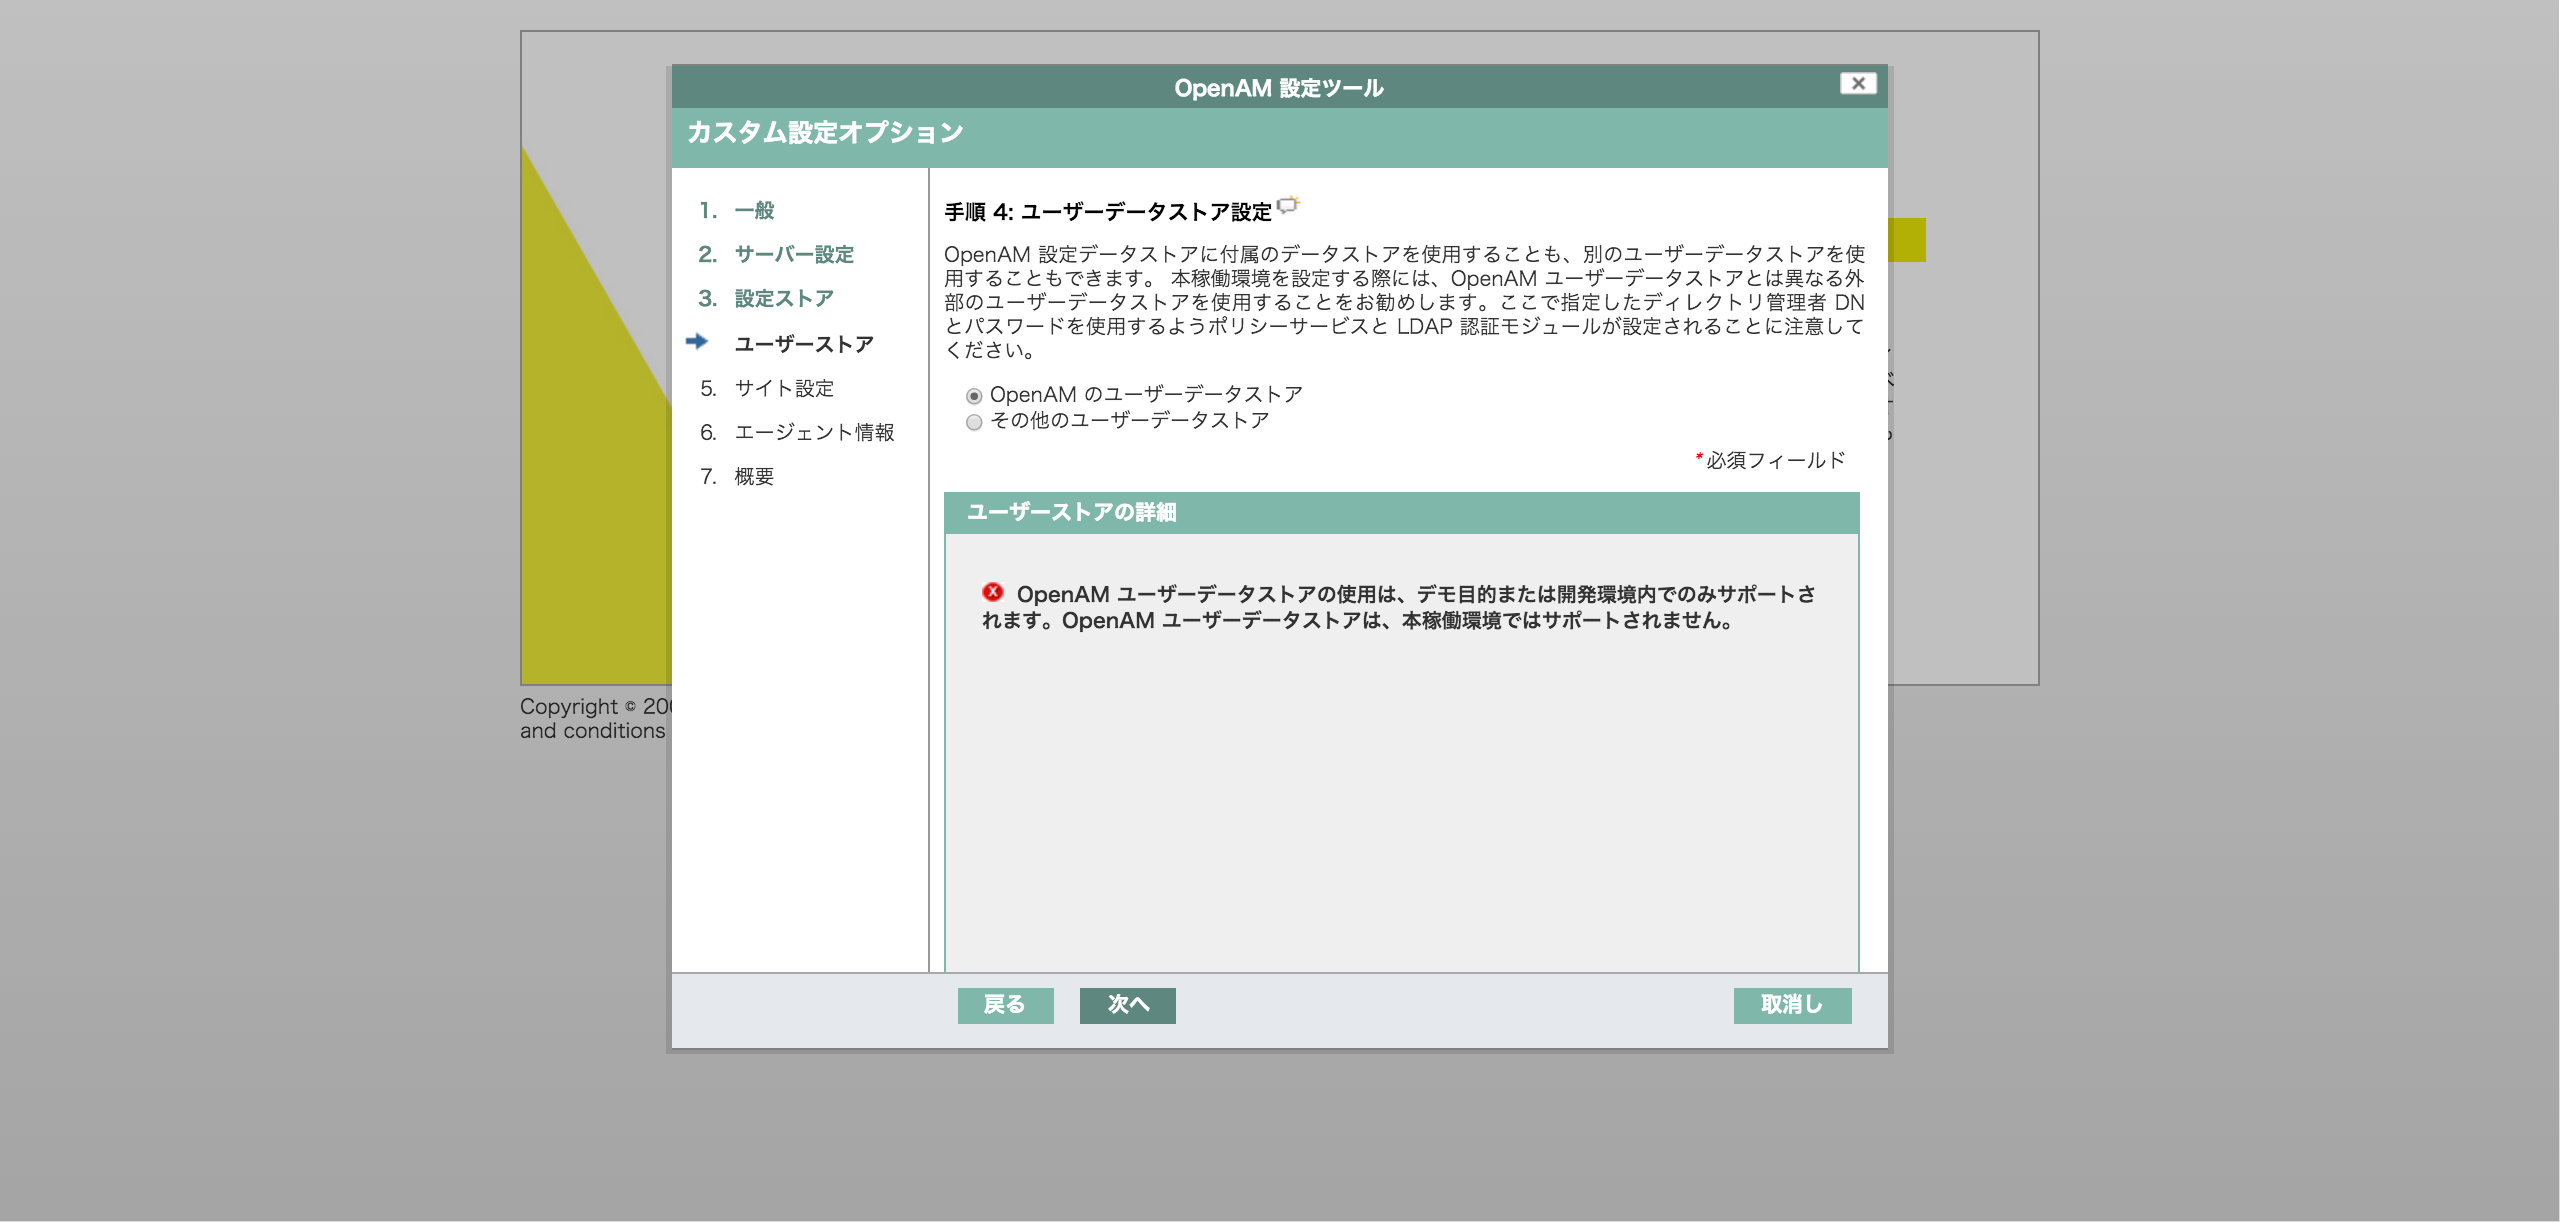 OpenAM 設定ツール
カスタム設定オプション
1. 一般
2. サーバー設定
3. 設定ストア
ユーザーストア
5. サイト設定
6. エージェント情報
7. 概要
手順 4: ユーザーデータストア設定
OpenAM 設定データストアに付属のデータストアを使用することも、別のユーザーデータストアを使
用することもできます。 本稼働環境を設定する際には、OpenAM ユーザーデータストアとは異なる外
部のユーザーデータストアを使用することをお勧めします。ここで指定したディレクトリ管理者 DN
とパスワードを使用するようポリシーサービスと LDAP 認証モジュールが設定されることに注意して
ください。
OpenAM のユーザーデータストア
その他のユーザーデータストア
* 必須フィールド
ユーザーストアの詳細
OpenAM ユーザーデータストアの使用は、デモ目的または開発環境内でのみサポートさ
れます。OpenAM ユーザーデータストアは、本稼働環境ではサポートされません。
戻る
次へ
取消し
Copyright ©
and conditions